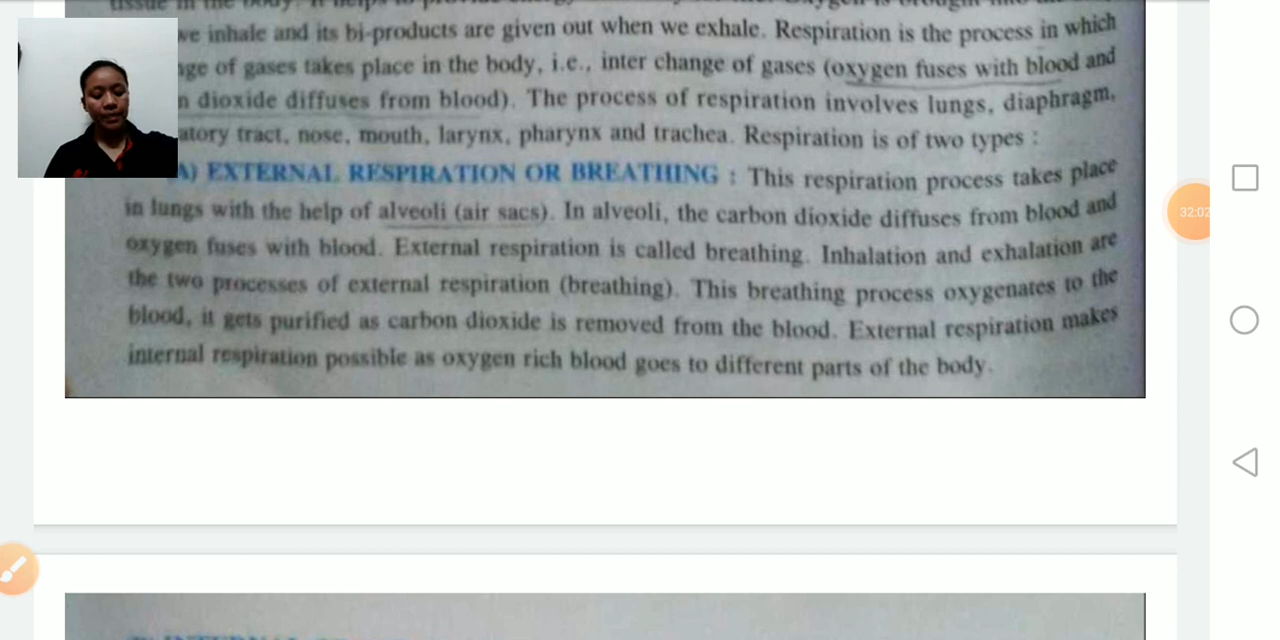 we inhale and its bi-products are given out when we exhale. Respiration is the process in which
of gases takes place in the body, i.e., inter change of gases (oxygen fuses with blood and
dioxide diffuses from blood). The process of respiration involves lungs, diaphragm,
tract, nose, mouth, larynx, pharynx and trachea. Respiration is of two types :
A) EXTERNAL RESPIRATION OR BREATHING : This respiration process takes place
in lungs with the help of alveoli (air sacs). In alveoli, the carbon dioxide diffuses from blood and
oxygen fuses with blood. External respiration is called breathing. Inhalation and exhalation are
the two processes of external respiration (breathing). This breathing process oxygenates to the
blood, it gets purified as carbon dioxide is removed from the blood. External respiration makes
internal respiration possible as oxygen rich blood goes to different parts of the body.
32:02